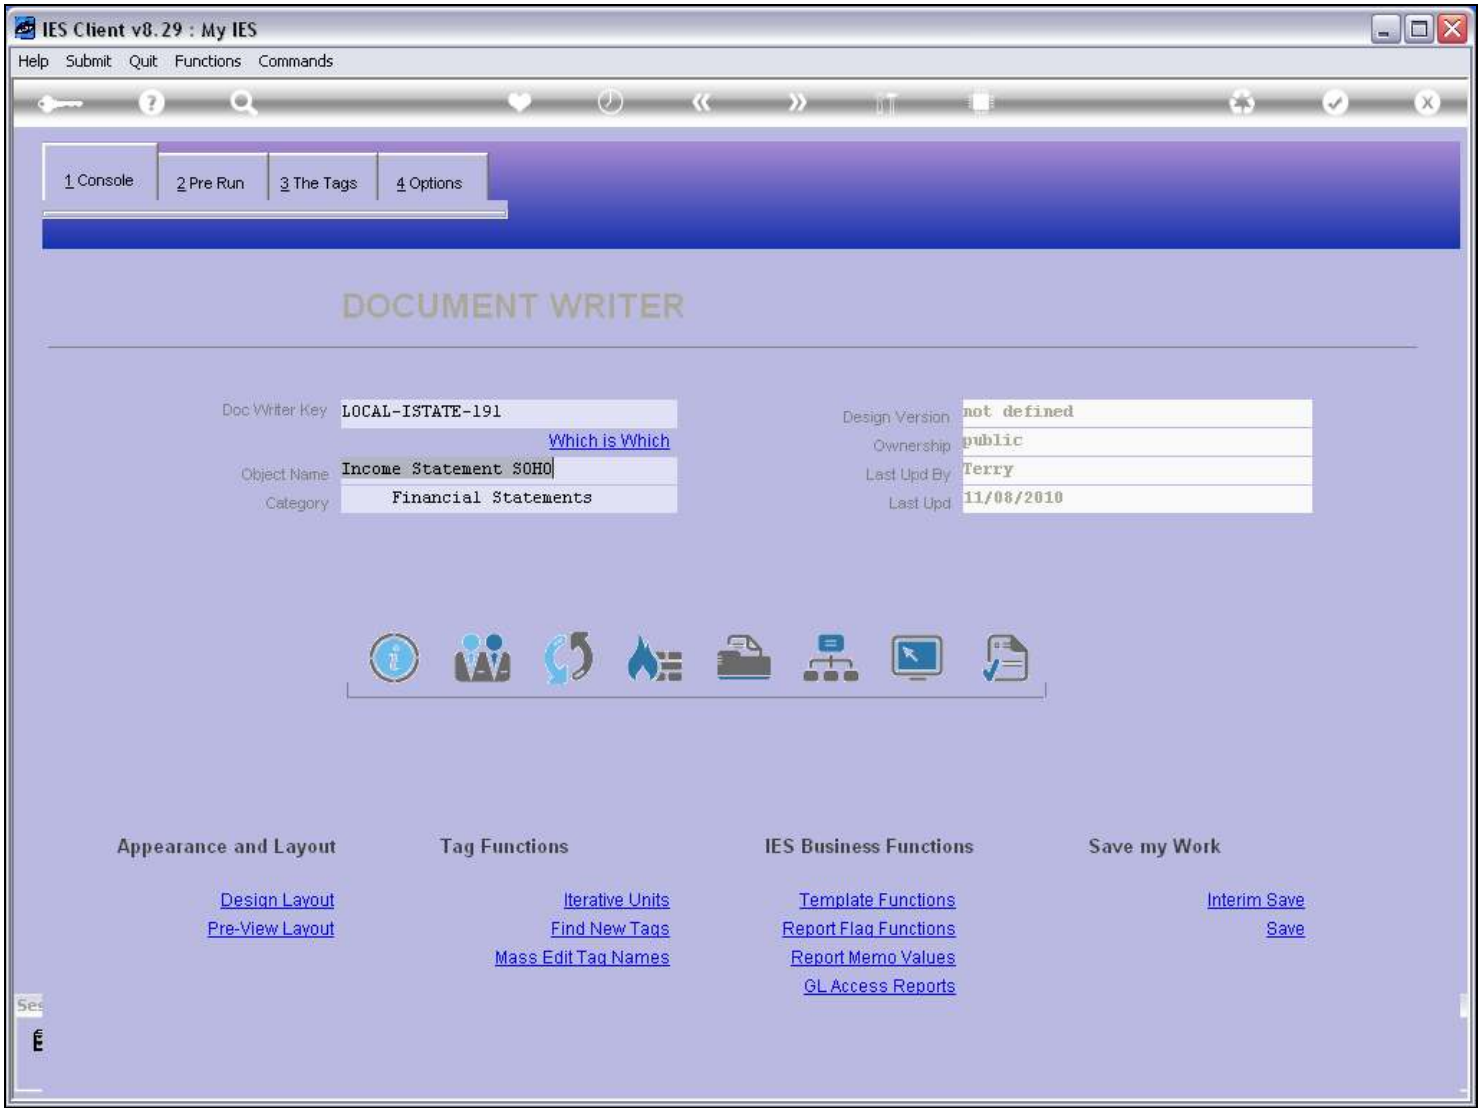 IES Client v8.29 : My IES
Help Submit Quit Functions Commands
1 Console 2 Pre Run 3 The Tags 4 Options
DOCUMENT WRITER
Doc Writer Key LOCAL-ISTATE-191
Which is Which
Object Name Income Statement SOHO
Category Financial Statements
Design Version not defined
Ownership public
Last Upd By Terry
Last Upd 11/08/2010
Appearance and Layout
Design Layout
Pre-View Layout
Tag Functions
Iterative Units
Find New Tags
Mass Edit Tag Names
IES Business Functions
Template Functions
Report Flag Functions
Report Memo Values
GL Access Reports
Save my Work
Interim Save
Save